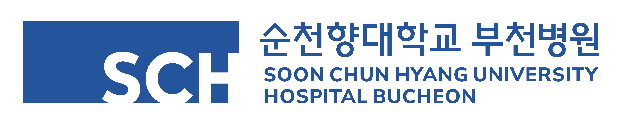 SCH
순천향대학교 부천병원
SOON CHUN HYANG UNIVERSITY
HOSPITAL BUCHEON